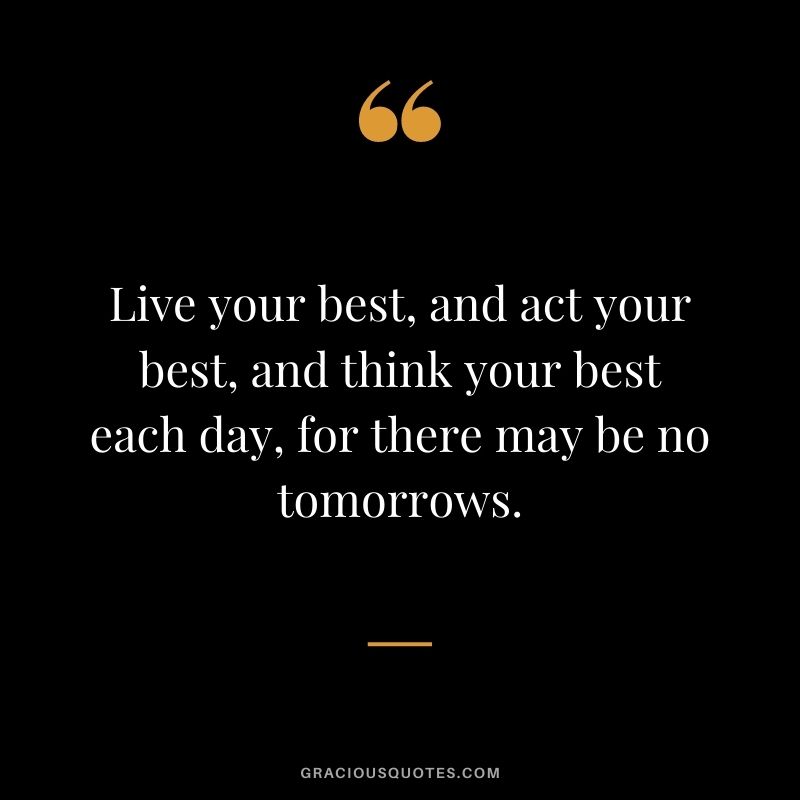 “
Live your best, and act your
best, and think your best
each day, for there may be no
tomorrows.
GRACIOUSQUOTES.COM